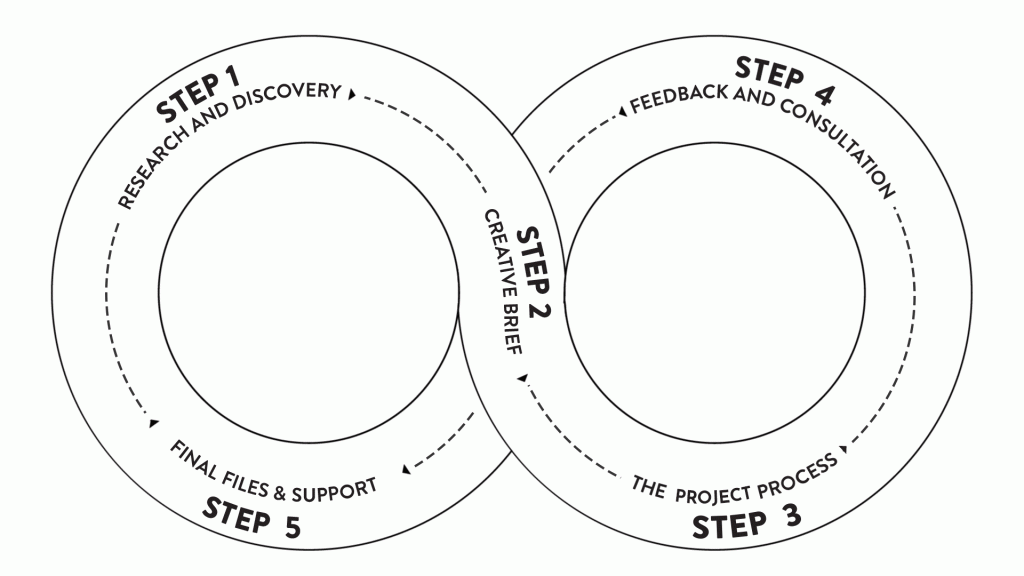 STEP 1
RESEARCH AND DISCOVERY
STEP 2
CREATIVE BRIEF
STEP 3
THE PROJECT PROCESS
STEP 4
FEEDBACK AND CONSULTATION
STEP 5
FINAL FILES & SUPPORT